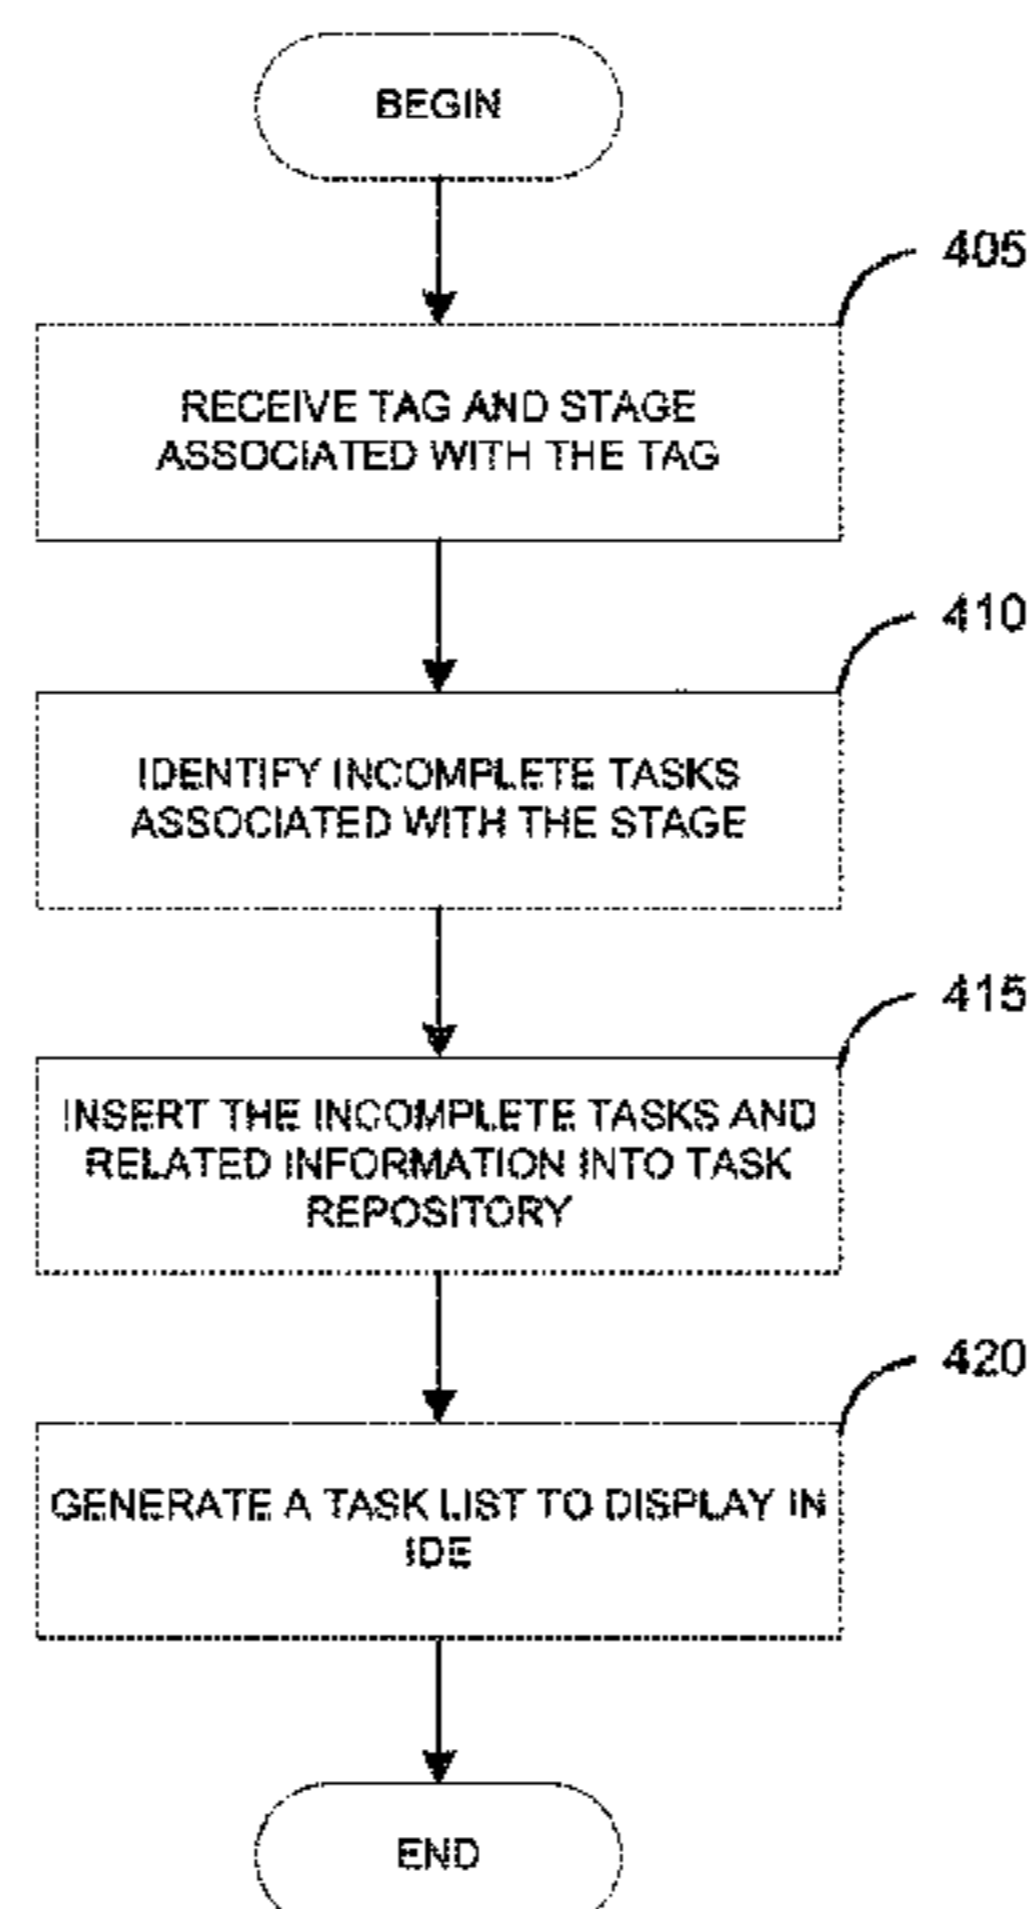 BEGIN
405
RECEIVE TAG AND STAGE
ASSOCIATED WITH THE TAG
410
IDENTIFY INCOMPLETE TASKS
ASSOCIATED WITH THE STAGE
415
INSERT THE INCOMPLETE TASKS AND
RELATED INFORMATION INTO TASK
REPOSITORY
420
GENERATE A TASK LIST TO DISPLAY IN
IDE
END